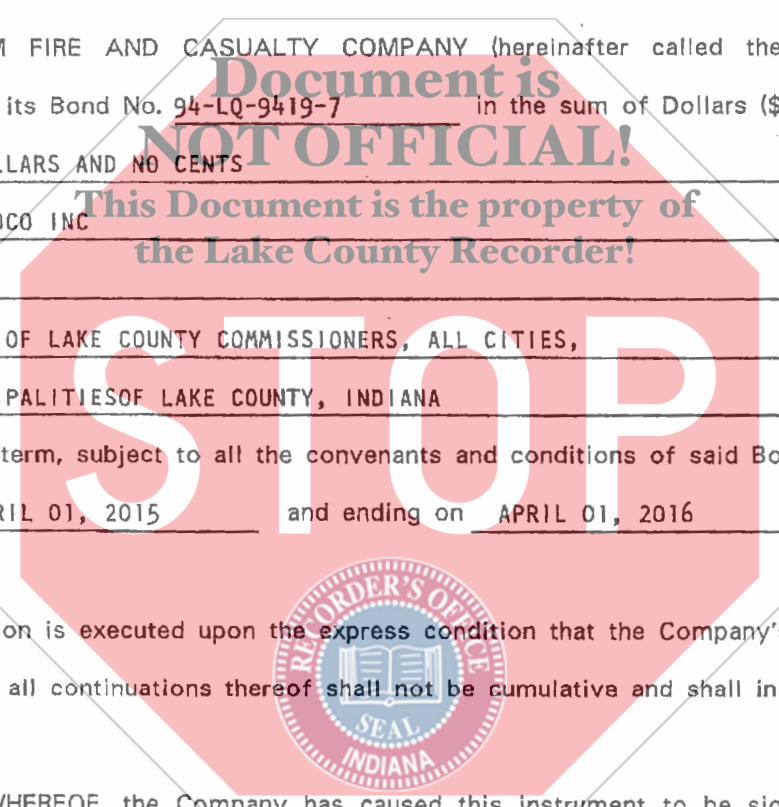 M FIRE AND CASUALTY COMPANY (hereinafter called the
Document is
its Bond No. 94-LQ-9419-7 in the sum of Dollars ($
NOT OFFICIAL!
LLARS AND NO CENTS
This Document is the property of
OCO INC
the Lake County Recorder!
STOP
OF LAKE COUNTY COMMISSIONERS, ALL CITIES,
PALITIESOF LAKE COUNTY, INDIANA
term, subject to all the convenants and conditions of said Bo
RIL 01, 2015 and ending on APRIL 01, 2016
RECORDER'S OFFICE
on is executed upon the express condition that the Company's
all continuations thereof shall not be cumulative and shall in
SEAL
INDIANA
WHEREOF, the Company has caused this instrument to be si